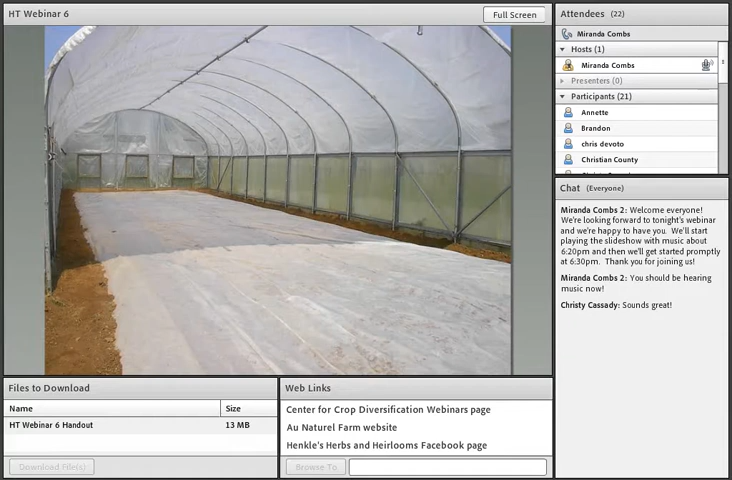 HT Webinar 6
Full Screen
Attendees (22)
Miranda Combs
Hosts (1)
Miranda Combs
Presenters (0)
Participants (21)
Annette
Brandon
chris devoto
Christian County
Chat (Everyone)
Miranda Combs 2: Welcome everyone!
We're looking forward to tonight's webinar
and we're happy to have you. We'll start
playing the slideshow with music about
6:20pm and then we'll get started promptly
at 6:30pm. Thank you for joining us!
Miranda Combs 2: You should be hearing
music now!
Christy Cassady: Sounds great!
Files to Download
Name Size
HT Webinar 6 Handout 13 MB
Download File(s)
Web Links
Center for Crop Diversification Webinars page
Au Naturel Farm website
Henkle's Herbs and Heirlooms Facebook page
Browse To